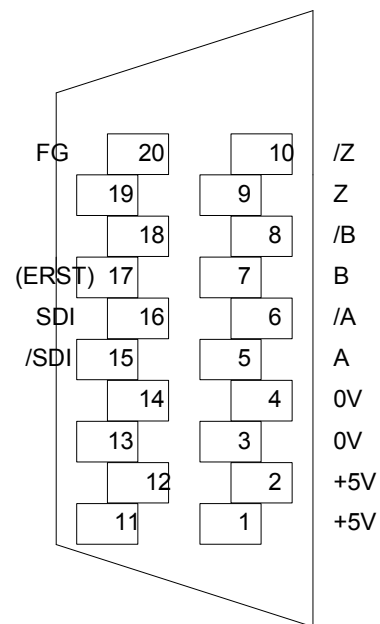 FG 20 10 /Z
19 9 Z
18 8 /B
(ERST) 17 7 B
SDI 16 6 /A
/SDI 15 5 A
14 4 0V
13 3 0V
12 2 +5V
11 1 +5V